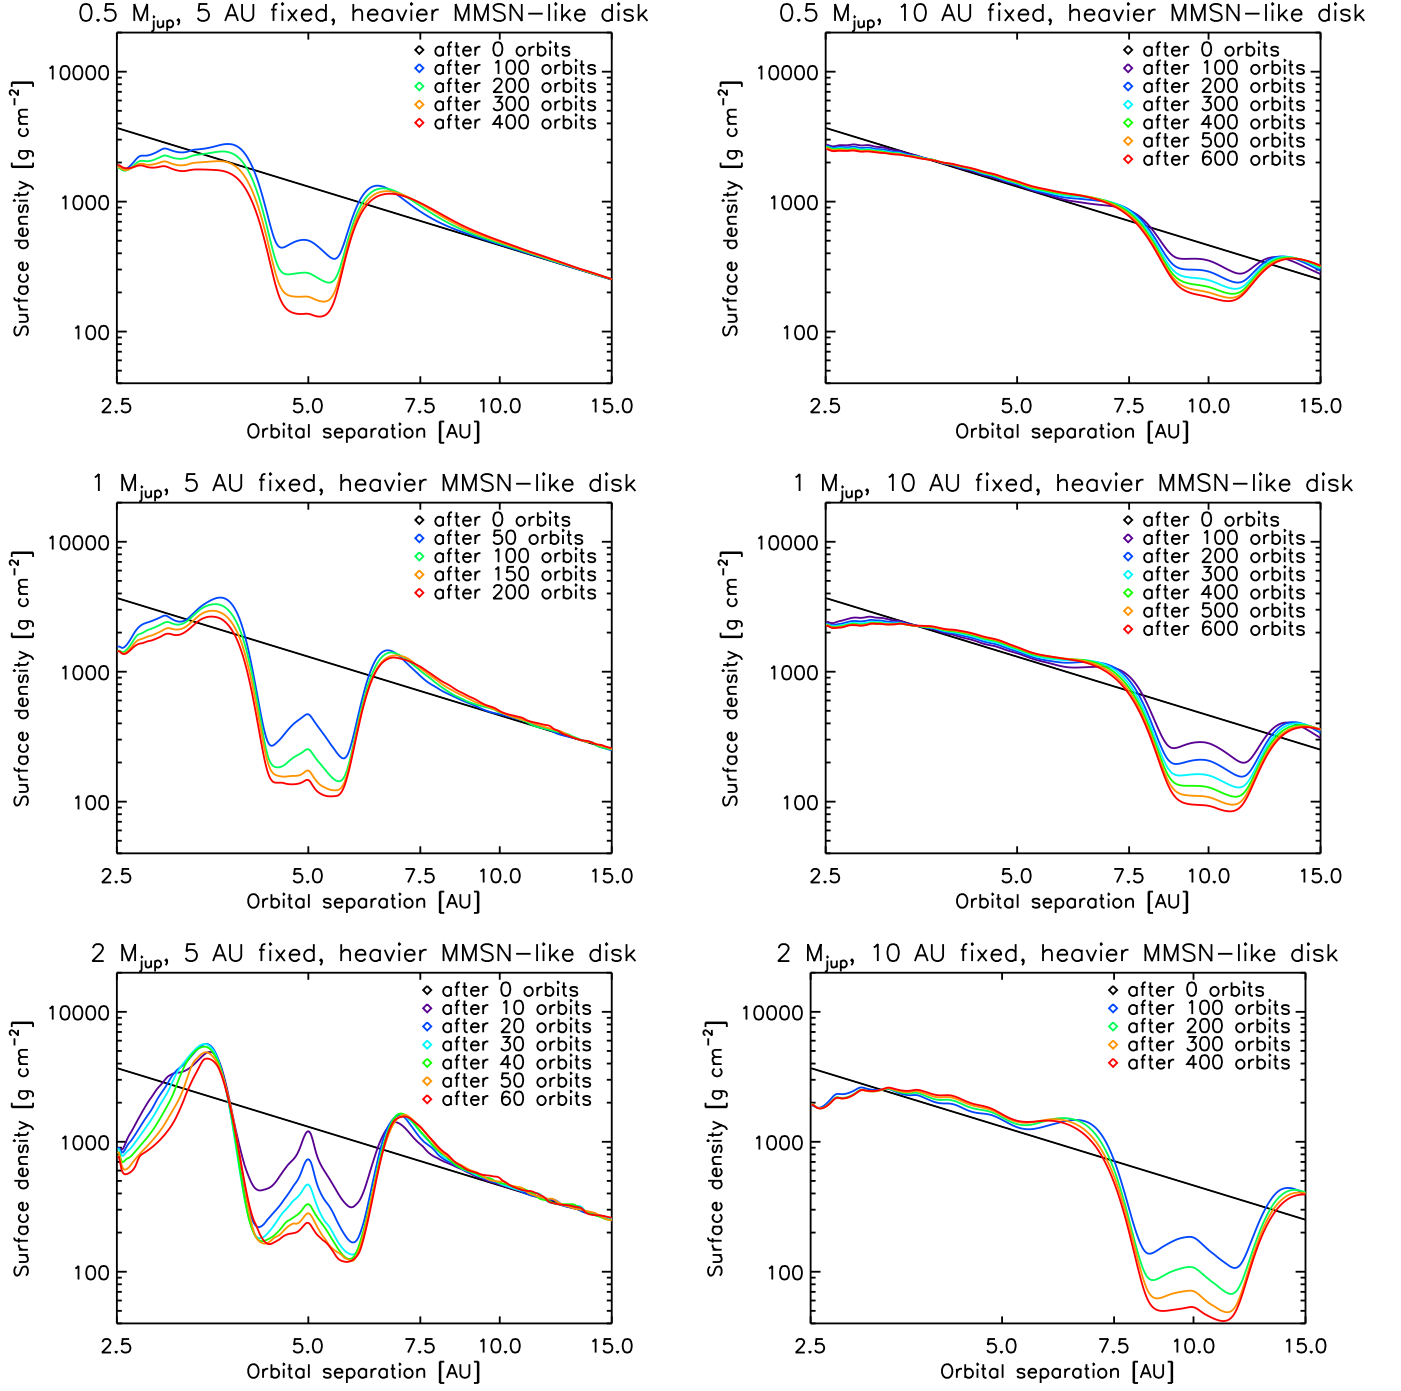 0.5 Mjup, 5 AU fixed, heavier MMSN-like disk
after 0 orbits
after 100 orbits
after 200 orbits
after 300 orbits
after 400 orbits
10000
1000
100
Surface density [g cm-2]
2.5 5.0 7.5 10.0 15.0
Orbital separation [AU]
0.5 Mjup, 10 AU fixed, heavier MMSN-like disk
after 0 orbits
after 100 orbits
after 200 orbits
after 300 orbits
after 400 orbits
after 500 orbits
after 600 orbits
10000
1000
100
Surface density [g cm-2]
2.5 5.0 7.5 10.0 15.0
Orbital separation [AU]
1 Mjup, 5 AU fixed, heavier MMSN-like disk
after 0 orbits
after 50 orbits
after 100 orbits
after 150 orbits
after 200 orbits
10000
1000
100
Surface density [g cm-2]
2.5 5.0 7.5 10.0 15.0
Orbital separation [AU]
1 Mjup, 10 AU fixed, heavier MMSN-like disk
after 0 orbits
after 100 orbits
after 200 orbits
after 300 orbits
after 400 orbits
after 500 orbits
after 600 orbits
10000
1000
100
Surface density [g cm-2]
2.5 5.0 7.5 10.0 15.0
Orbital separation [AU]
2 Mjup, 5 AU fixed, heavier MMSN-like disk
after 0 orbits
after 10 orbits
after 20 orbits
after 30 orbits
after 40 orbits
after 50 orbits
after 60 orbits
10000
1000
100
Surface density [g cm-2]
2.5 5.0 7.5 10.0 15.0
Orbital separation [AU]
2 Mjup, 10 AU fixed, heavier MMSN-like disk
after 0 orbits
after 100 orbits
after 200 orbits
after 300 orbits
after 400 orbits
10000
1000
100
Surface density [g cm-2]
2.5 5.0 7.5 10.0 15.0
Orbital separation [AU]